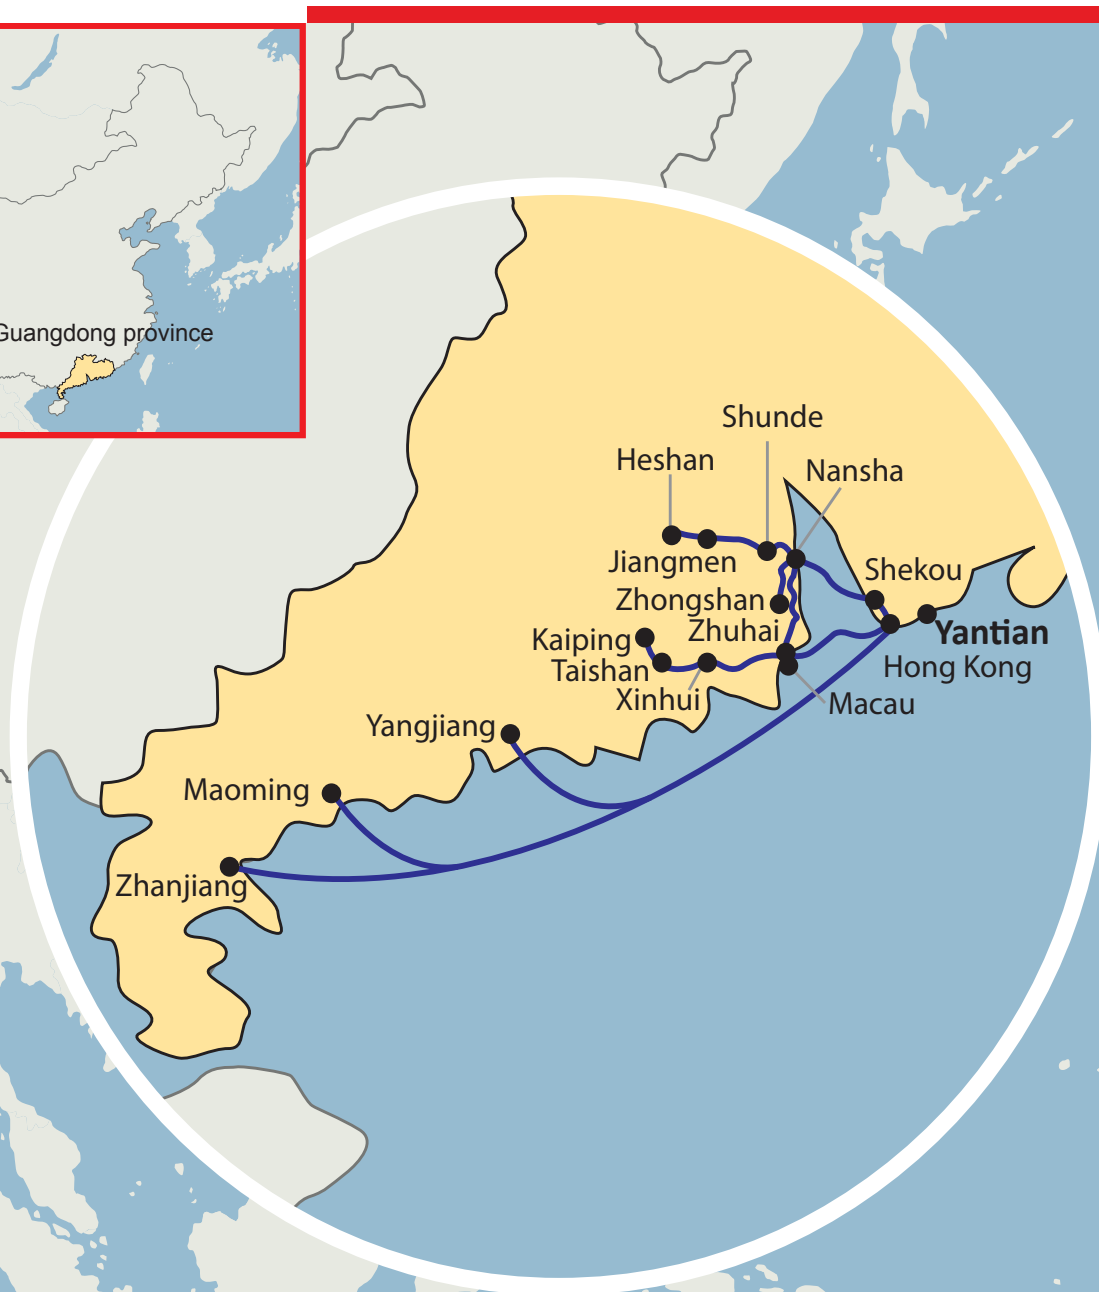 Guangdong province
Shunde
Heshan
Nansha
Jiangmen
Shekou
Zhongshan
Zhuhai
Yantian
Kaiping
Taishan
Hong Kong
Xinhui
Macau
Yangjiang
Maoming
Zhanjiang